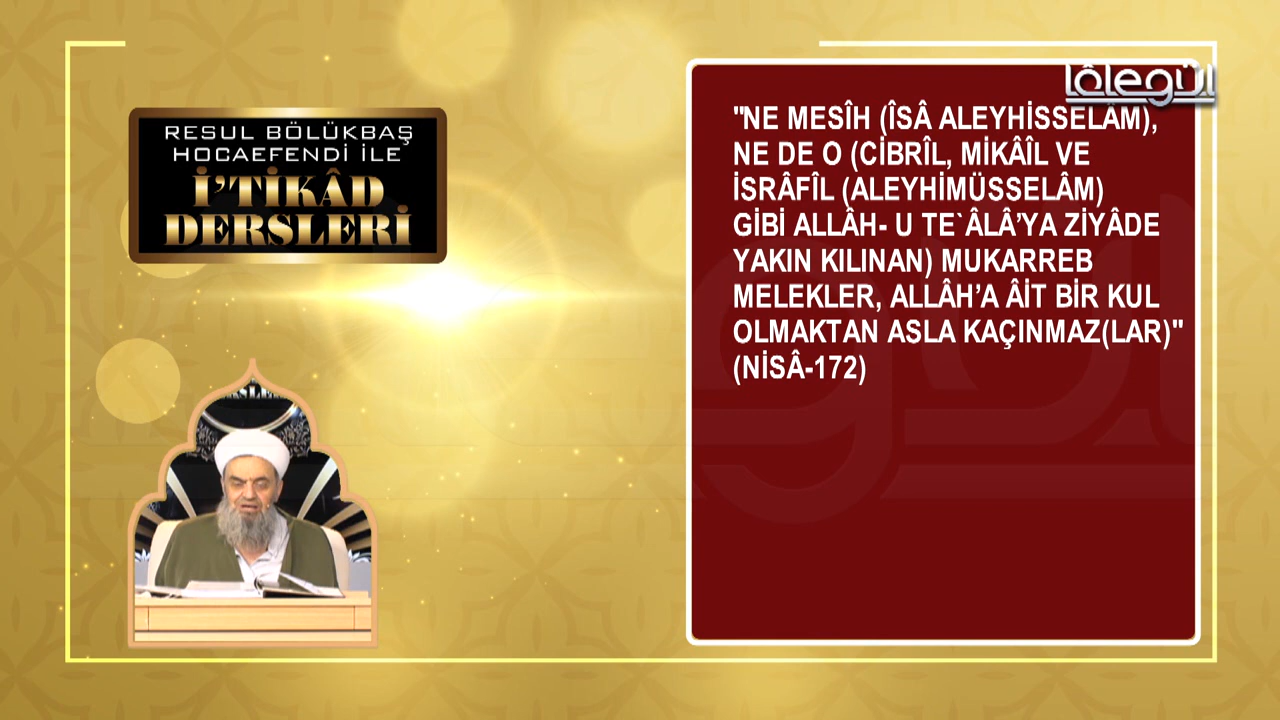 RESUL BÖLÜKBAŞ
HOCAEFENDİ İLE
İ'TİKÂD
DERSLERİ
lâlegül
"NE MESÎH (ÎSÂ ALEYHİSSELÂM),
NE DE O (CİBRÎL, MİKÂÎL VE
İSRÂFÎL (ALEYHİMÜSSELÂM)
GİBİ ALLÂH- U TE`ÂLÂ’YA ZİYÂDE
YAKIN KILINAN) MUKARREB
MELEKLER, ALLÂH’A ÂİT BİR KUL
OLMAKTAN ASLA KAÇINMAZ(LAR)"
(NİSÂ-172)